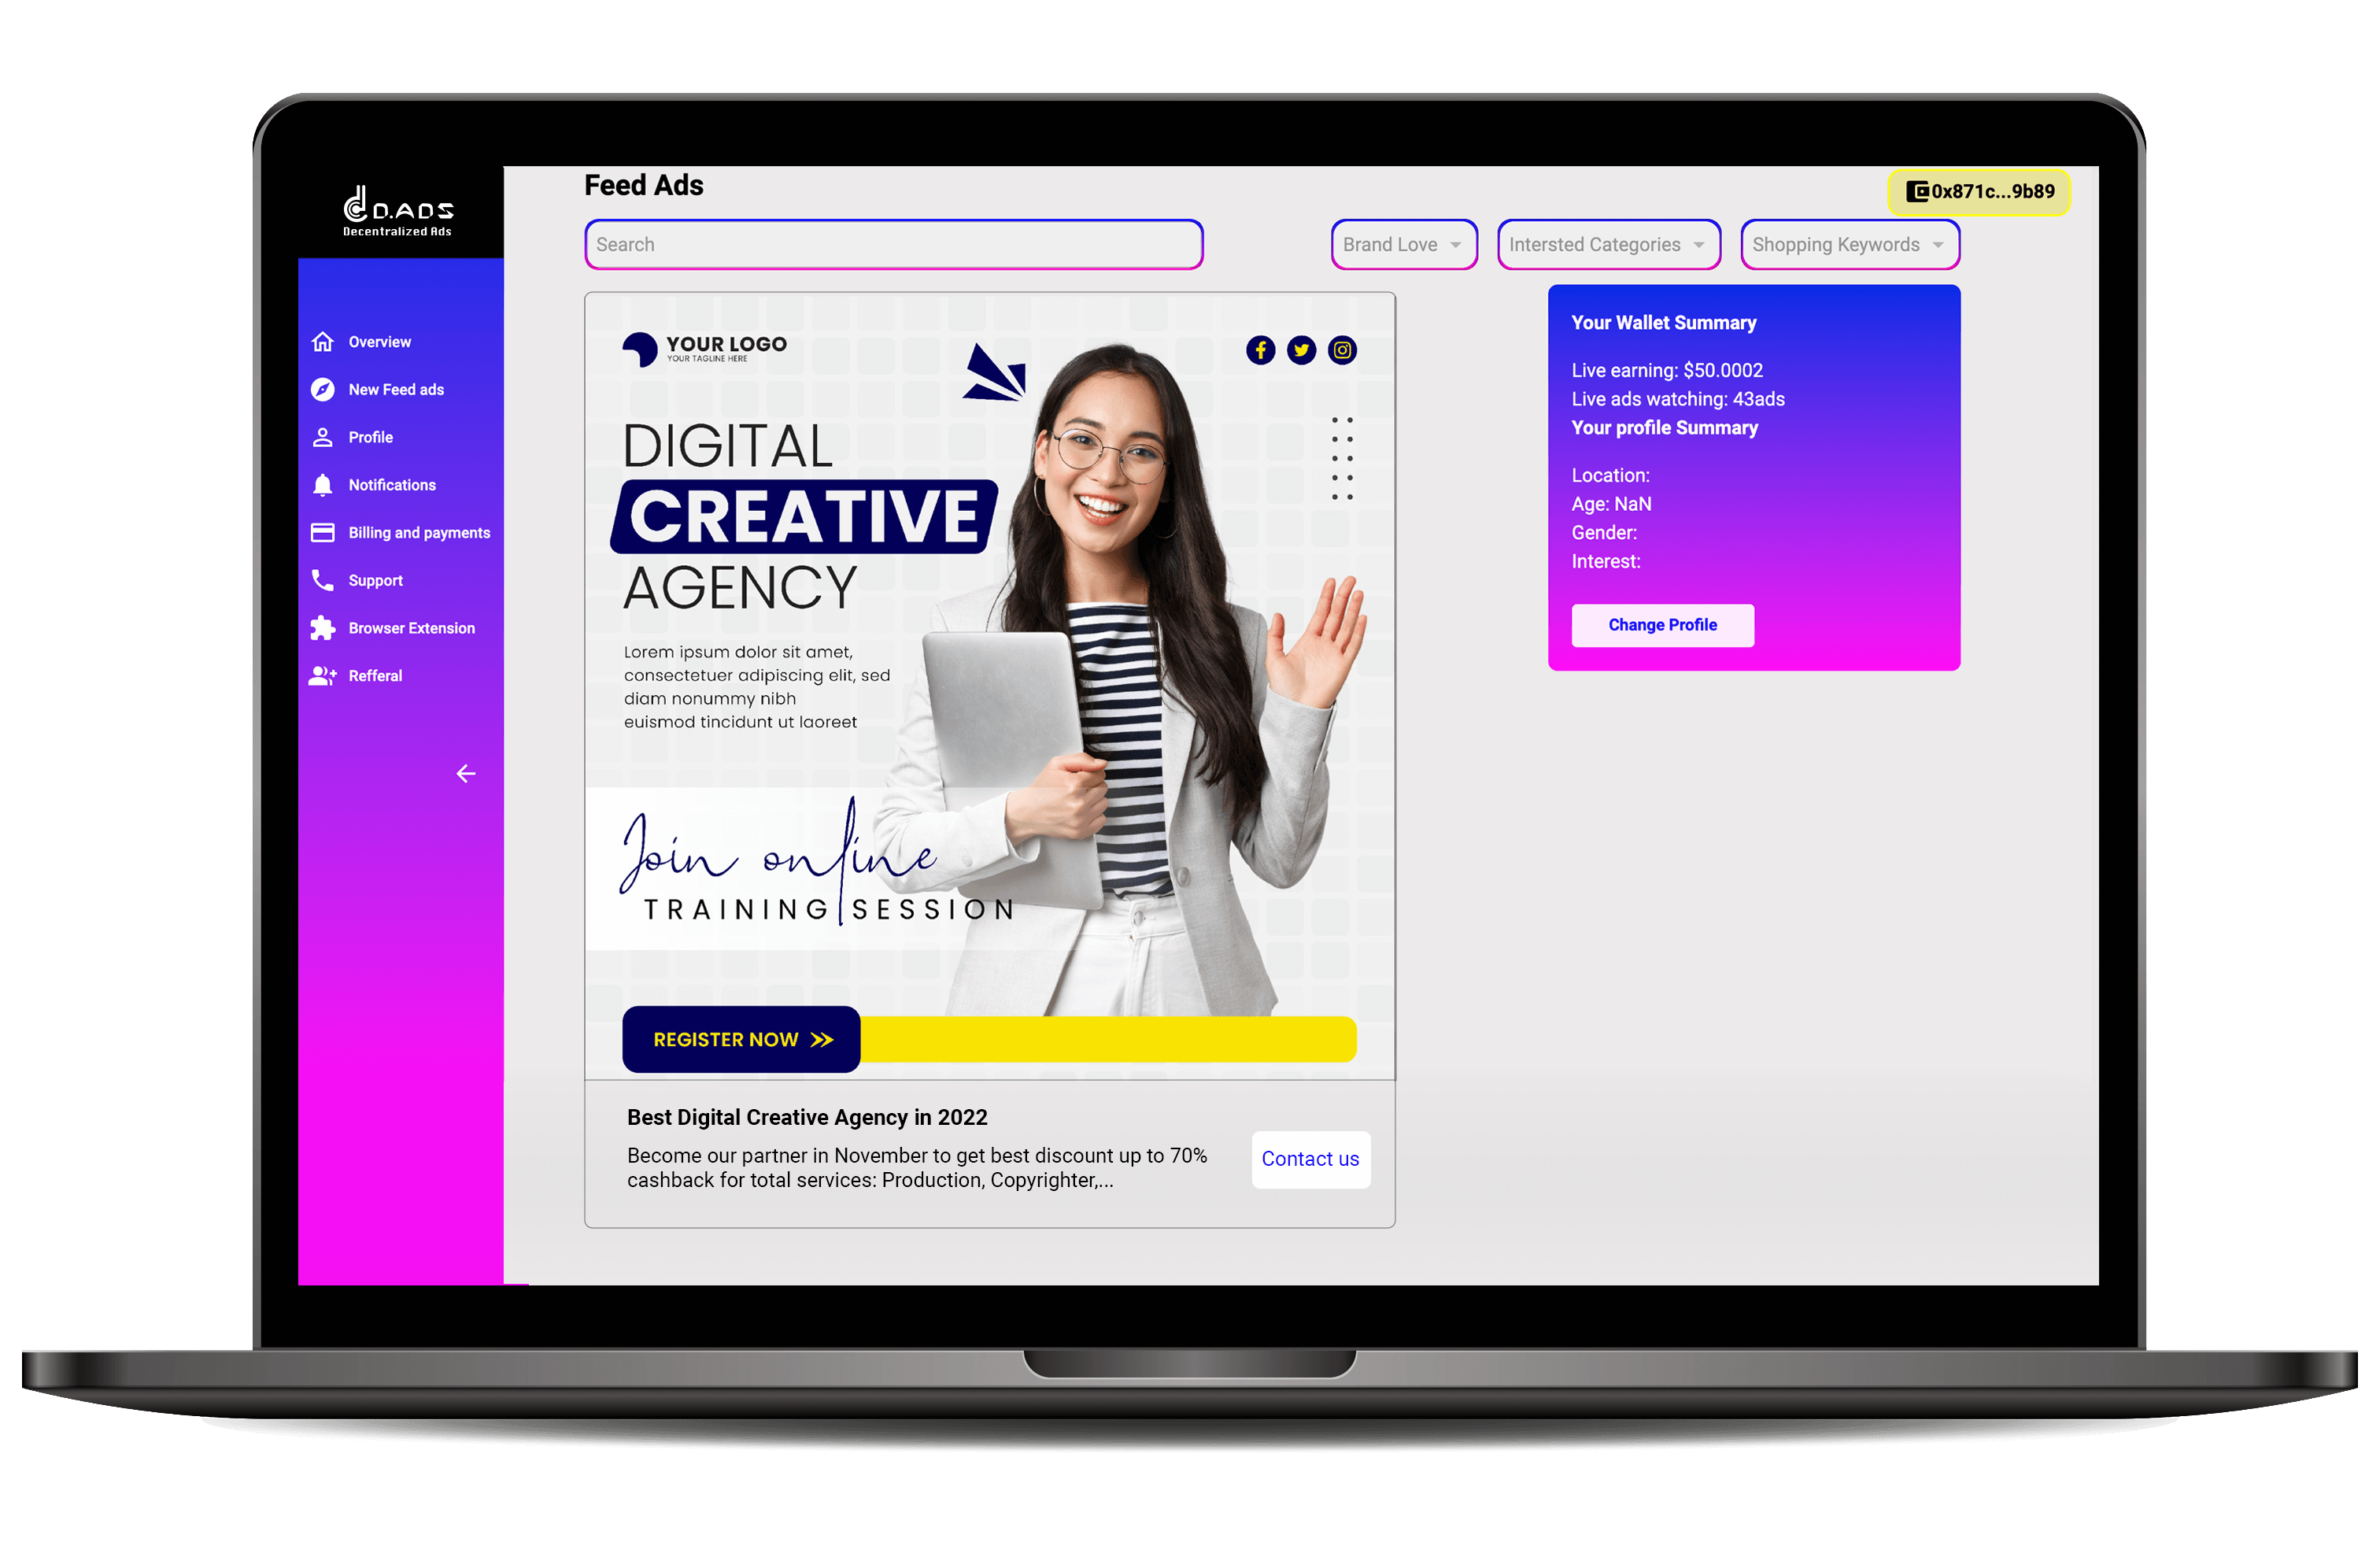 D.ADS
Decentralized Ads
Overview
New Feed ads
Profile
Notifications
Billing and payments
Support
Browser Extension
Refferal
Feed Ads
0x871c...9b89
Search
Brand Love
Intersted Categories
Shopping Keywords
YOUR LOGO
YOUR TAGLINE HERE
DIGITAL
CREATIVE
AGENCY
Lorem ipsum dolor sit amet,
consectetuer adipiscing elit, sed
diam nonummy nibh
euismod tincidunt ut laoreet
Join online
TRAINING SESSION
REGISTER NOW
Best Digital Creative Agency in 2022
Become our partner in November to get best discount up to 70%
cashback for total services: Production, Copyrighter,...
Contact us
Your Wallet Summary
Live earning: $50.0002
Live ads watching: 43ads
Your profile Summary
Location:
Age: NaN
Gender:
Interest:
Change Profile